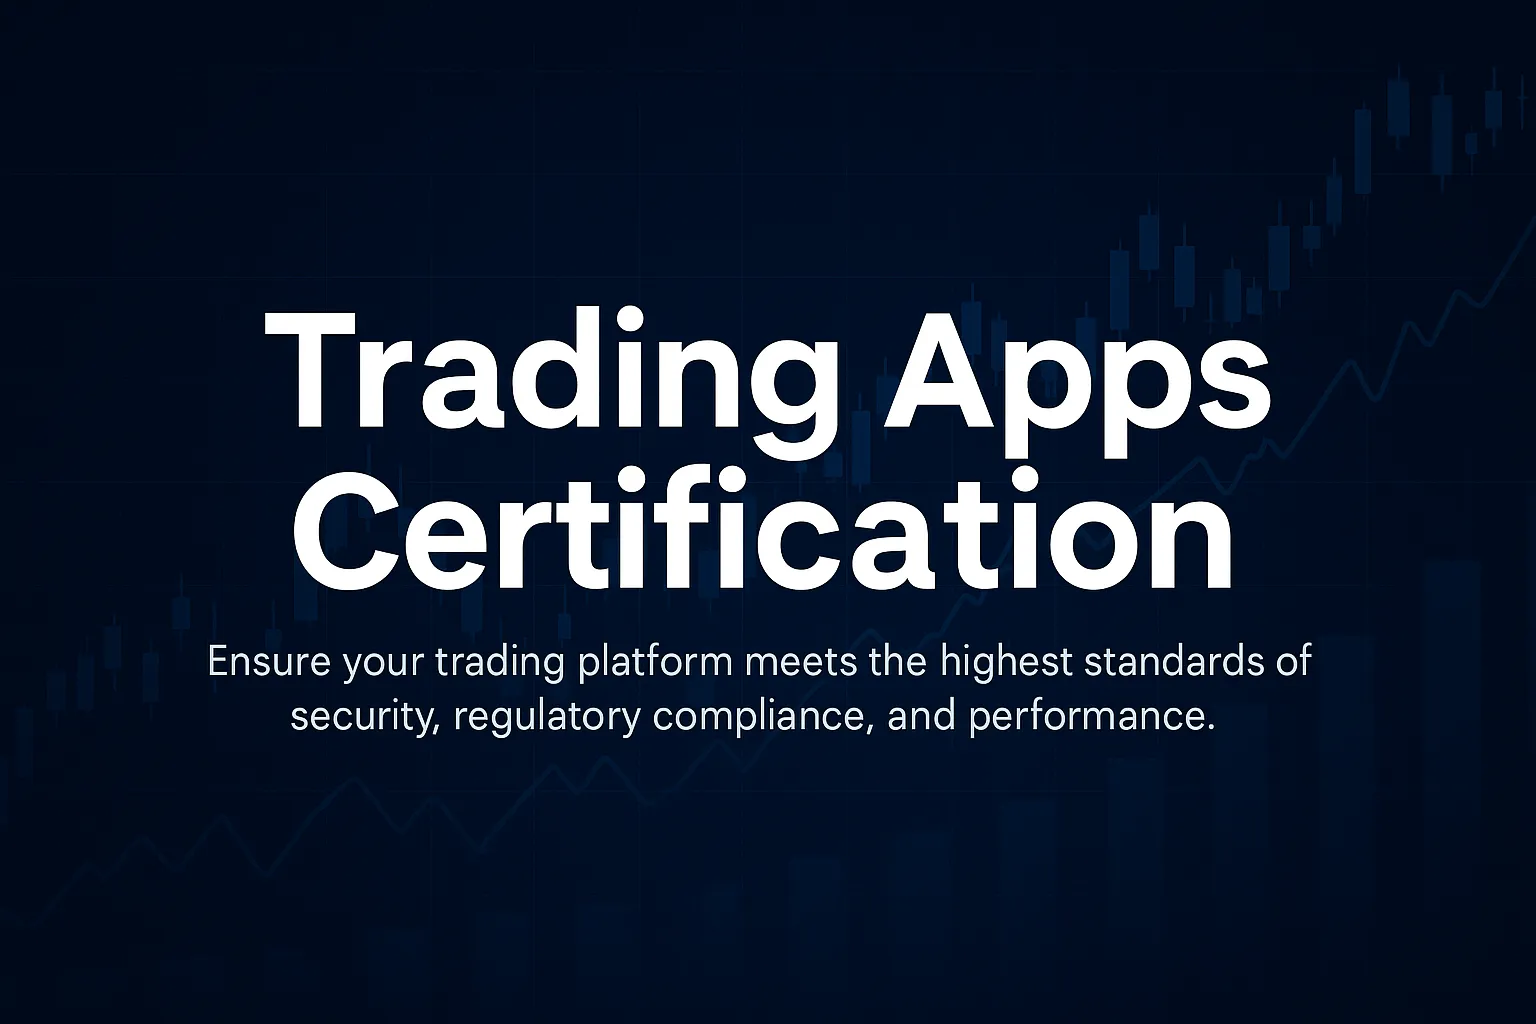 Trading Apps
Certification
Ensure your trading platform meets the highest standards of
security, regulatory compliance, and performance.